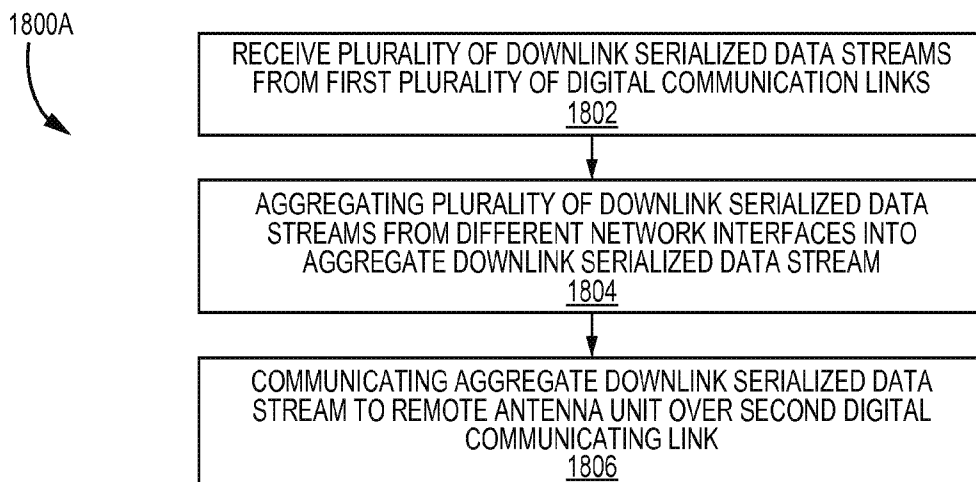 1800A
RECEIVE PLURALITY OF DOWNLINK SERIALIZED DATA STREAMS
FROM FIRST PLURALITY OF DIGITAL COMMUNICATION LINKS
1802
AGGREGATING PLURALITY OF DOWNLINK SERIALIZED DATA
STREAMS FROM DIFFERENT NETWORK INTERFACES INTO
AGGREGATE DOWNLINK SERIALIZED DATA STREAM
1804
COMMUNICATING AGGREGATE DOWNLINK SERIALIZED DATA
STREAM TO REMOTE ANTENNA UNIT OVER SECOND DIGITAL
COMMUNICATING LINK
1806